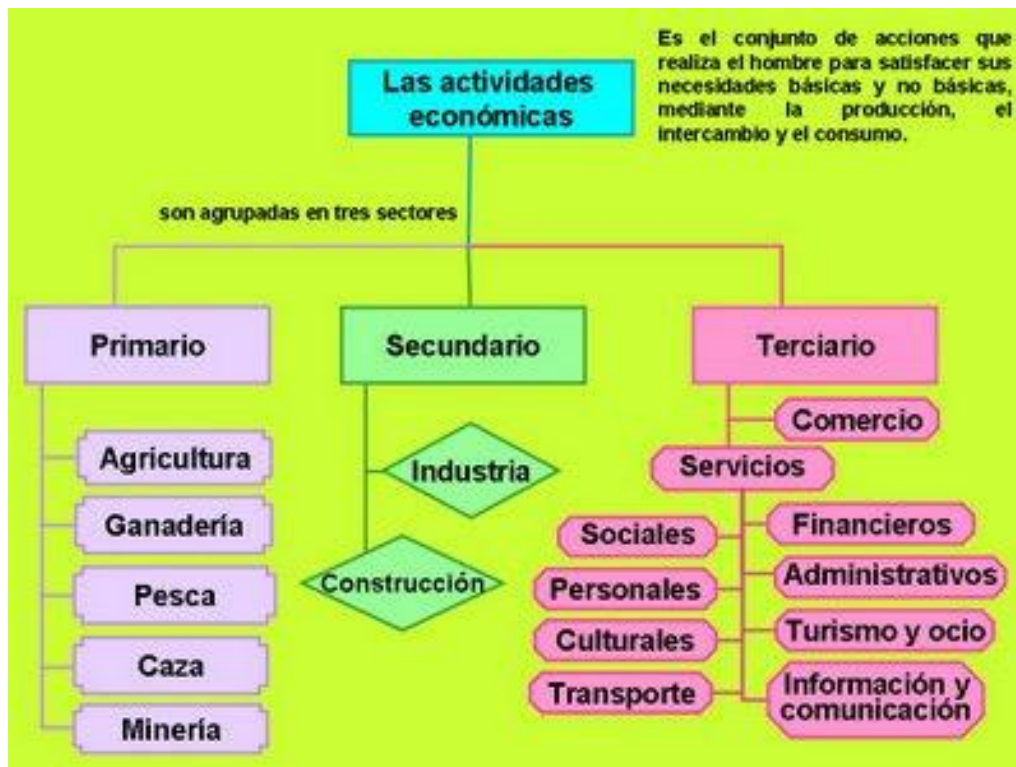 Las actividades
económicas
Es el conjunto de acciones que
realiza el hombre para satisfacer sus
necesidades básicas y no básicas,
mediante la producción, el
intercambio y el consumo.
son agrupadas en tres sectores
Primario
Agricultura
Ganadería
Pesca
Caza
Minería
Secundario
Industria
Construcción
Terciario
Comercio
Servicios
Sociales
Personales
Culturales
Transporte
Financieros
Administrativos
Turismo y ocio
Información y
comunicación